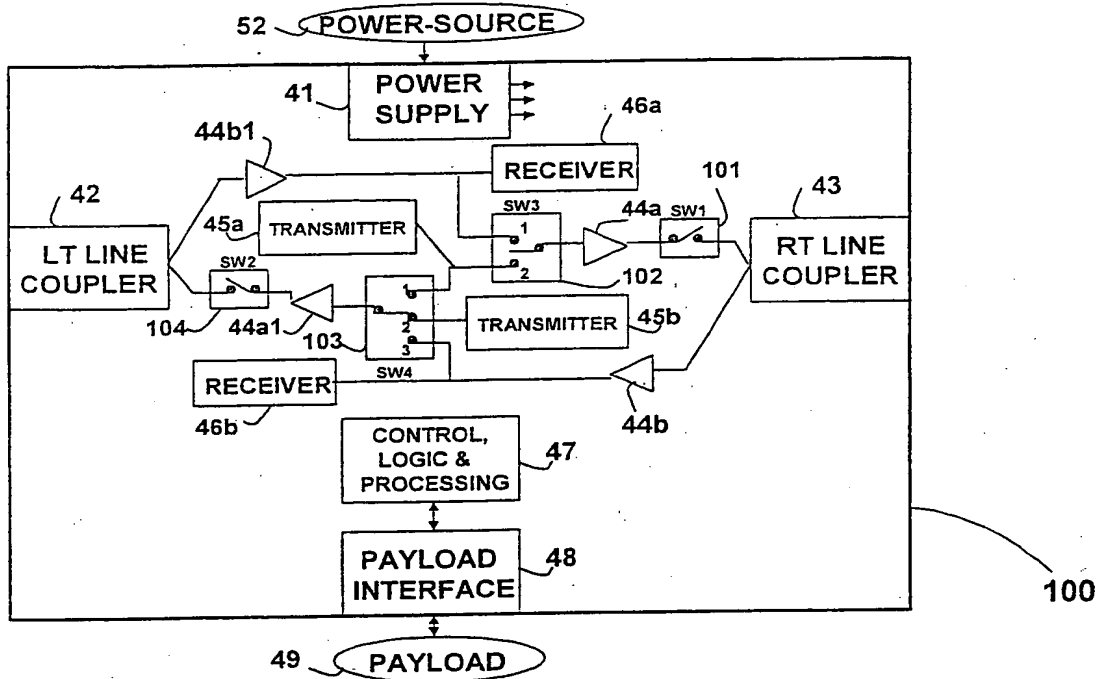 52 POWER-SOURCE
41 POWER
SUPPLY
46a
44b1
RECEIVER
101
42
45a
TRANSMITTER
SW3
44a
SW1
43
1
2
LT LINE
COUPLER
RT LINE
COUPLER
SW2
102
104
44a1
103
1
2
3
TRANSMITTER
45b
SW4
RECEIVER
46b
44b
CONTROL,
LOGIC &
PROCESSING
47
PAYLOAD
INTERFACE
48
100
49 PAYLOAD